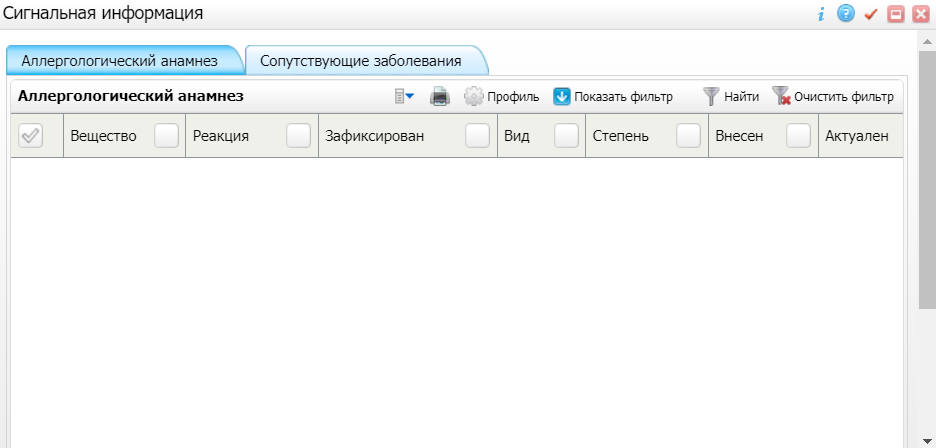 Сигнальная информация
Аллергологический анамнез Сопутствующие заболевания
Аллергологический анамнез Профиль Показать фильтр Найти Очистить фильтр
Вещество Реакция Зафиксирован Вид Степень Внесен Актуален